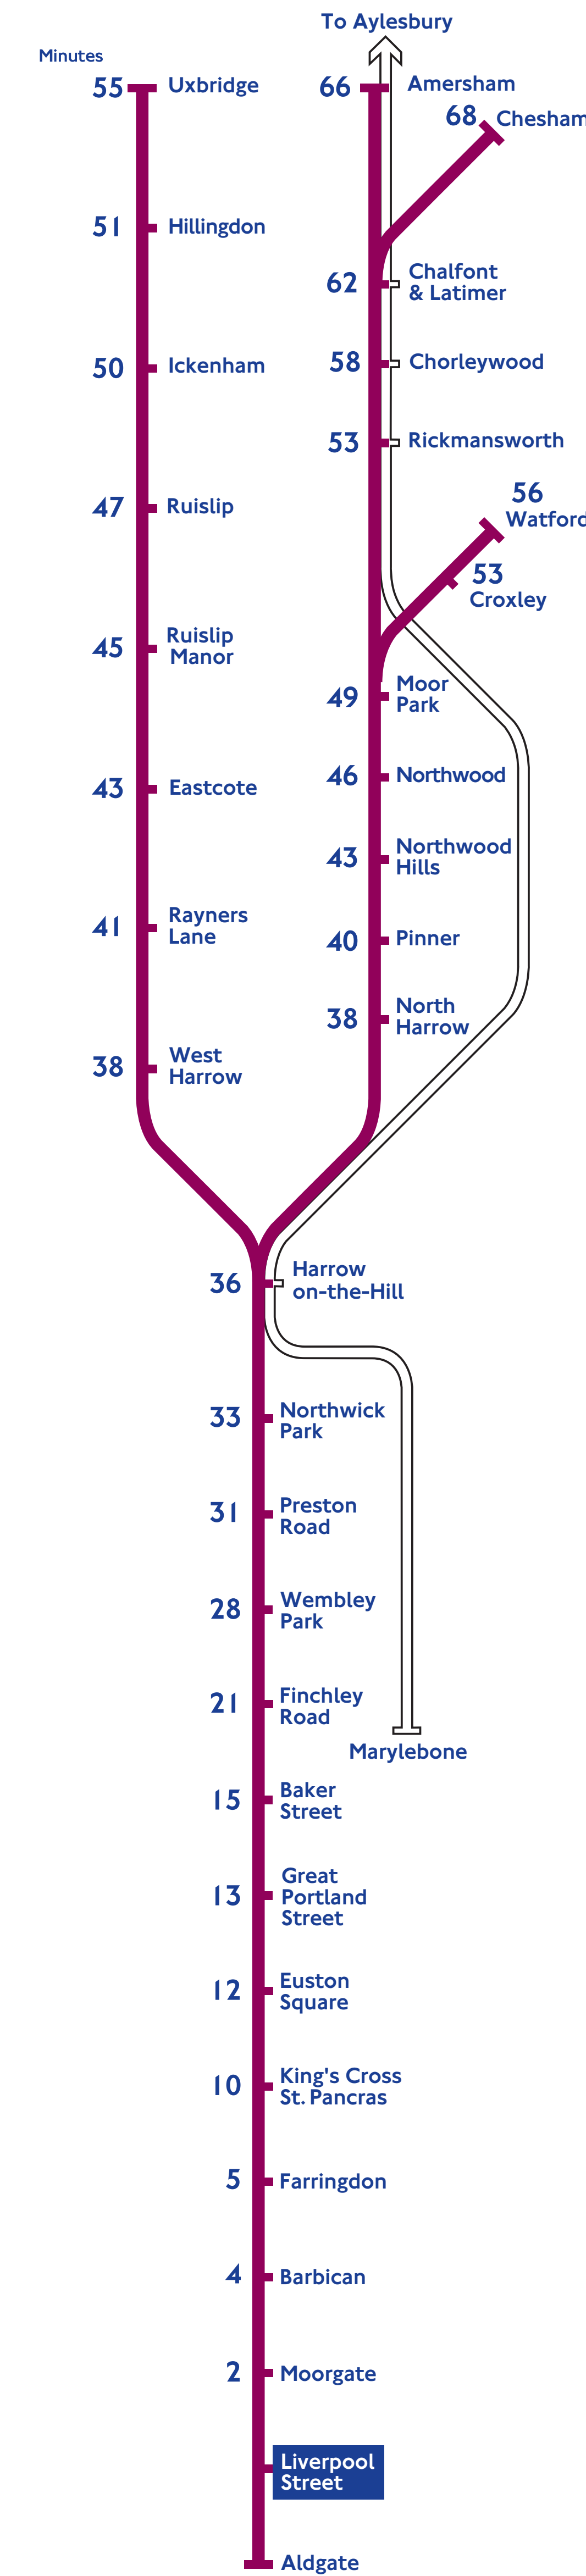 To Aylesbury
Minutes
55 Uxbridge
51 Hillingdon
50 Ickenham
47 Ruislip
45 Ruislip
Manor
43 Eastcote
41 Rayners
Lane
38 West
Harrow
66 Amersham
68 Chesham
62 Chalfont
& Latimer
58 Chorleywood
53 Rickmansworth
56
Watford
53
Croxley
49 Moor
Park
46 Northwood
43 Northwood
Hills
40 Pinner
38 North
Harrow
36 Harrow
on-the-Hill
33 Northwick
Park
31 Preston
Road
28 Wembley
Park
21 Finchley
Road
Marylebone
15 Baker
Street
13 Great
Portland
Street
12 Euston
Square
10 King's Cross
St. Pancras
5 Farringdon
4 Barbican
2 Moorgate
Liverpool
Street
Aldgate